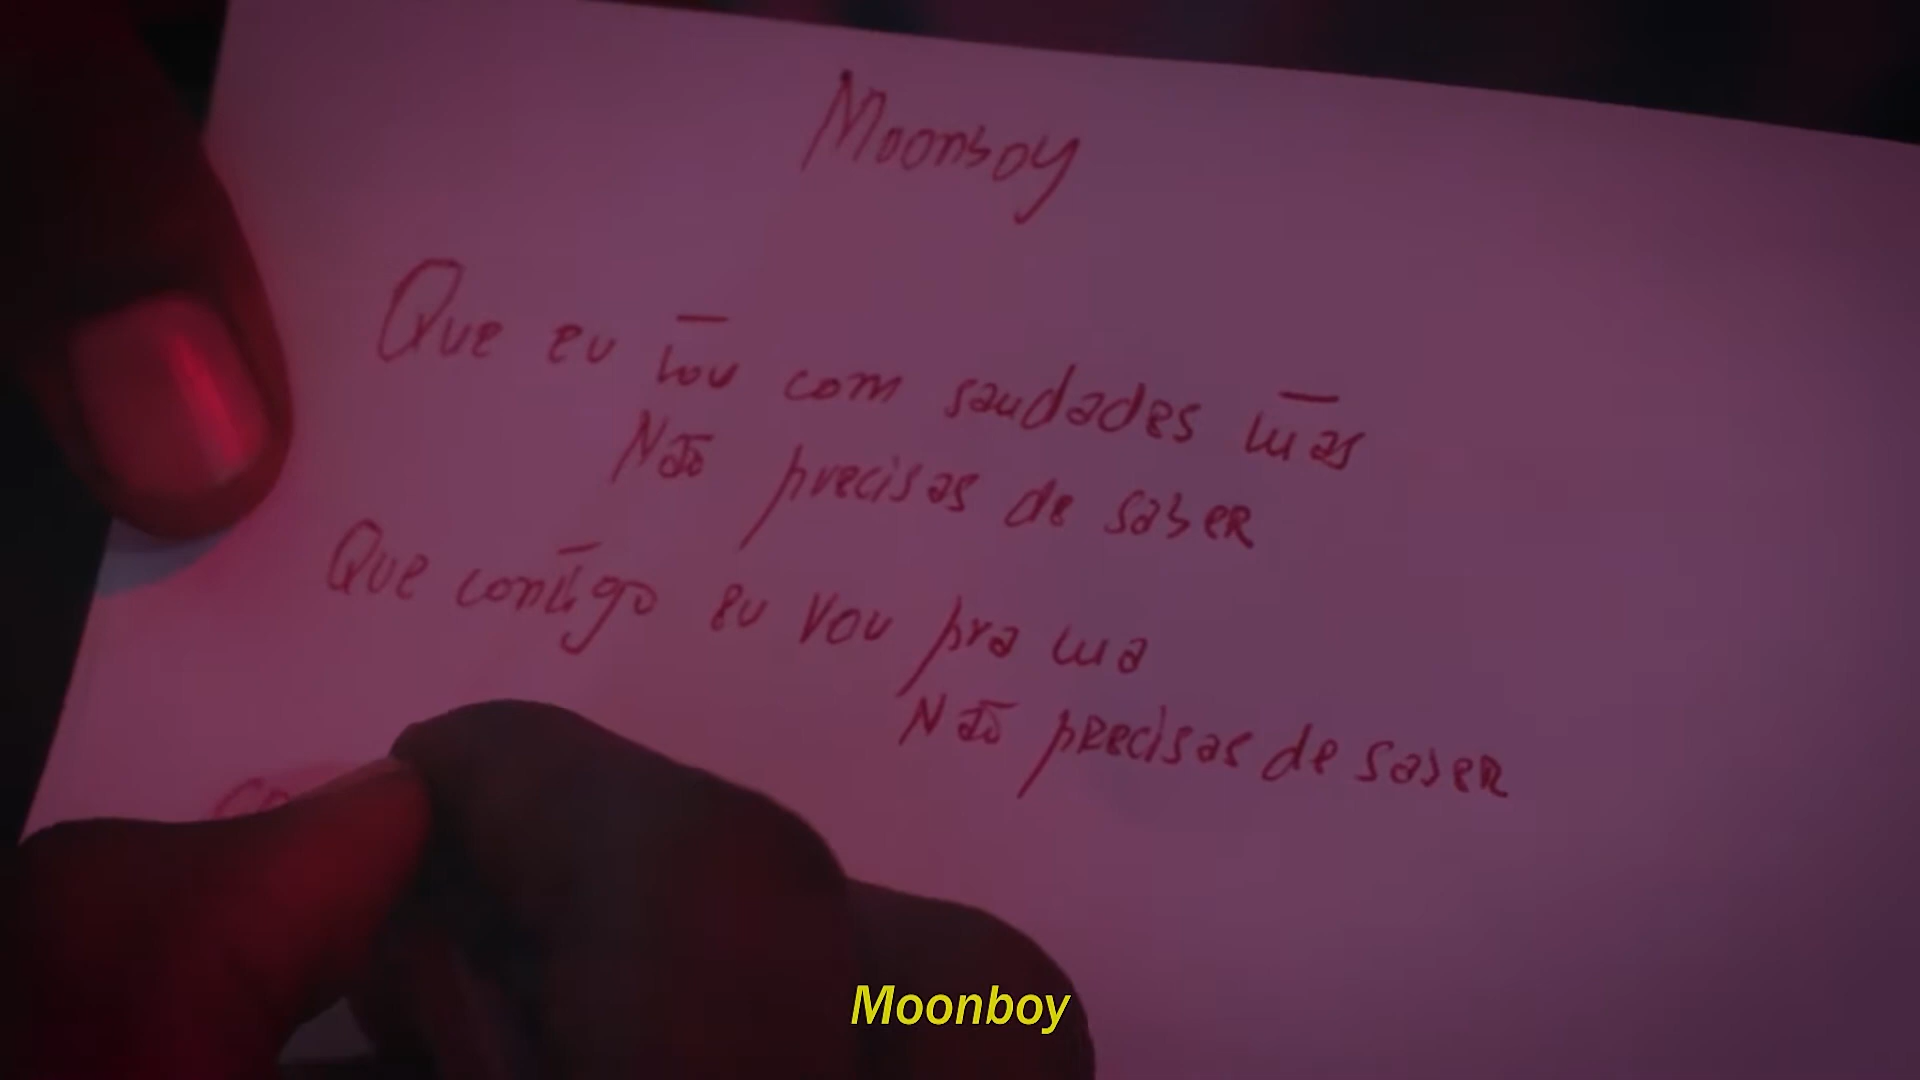 Moonboy
Que eu tou com saudades tuas
Não precisas de saber
Que contigo eu vou pra lua
Não precisas de saber
Moonboy